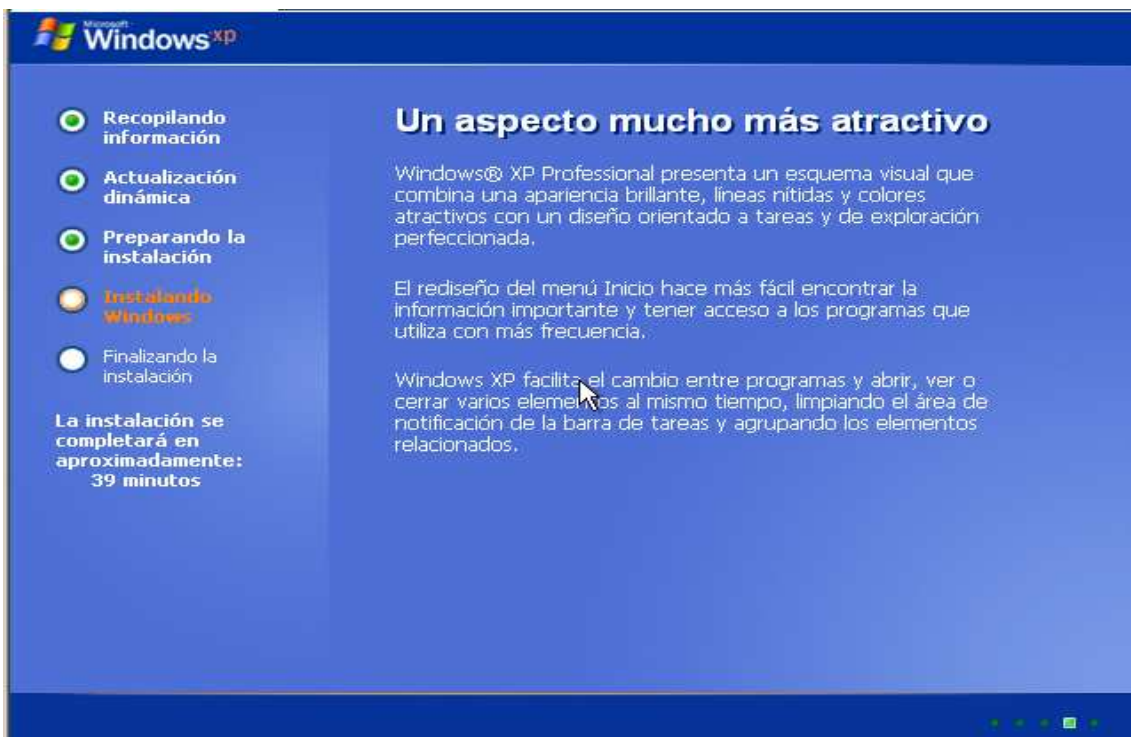 Microsoft
Windows xp
Recopilando
información
Actualización
dinámica
Preparando la
instalación
Instalando
Windows
Finalizando la
instalación
La instalación se
completará en
aproximadamente:
39 minutos
Un aspecto mucho más atractivo
Windows® XP Professional presenta un esquema visual que
combina una apariencia brillante, líneas nítidas y colores
atractivos con un diseño orientado a tareas y de exploración
perfeccionada.
El rediseño del menú Inicio hace más fácil encontrar la
información importante y tener acceso a los programas que
utiliza con más frecuencia.
Windows XP facilita el cambio entre programas y abrir, ver o
cerrar varios elementos al mismo tiempo, limpiando el área de
notificación de la barra de tareas y agrupando los elementos
relacionados.